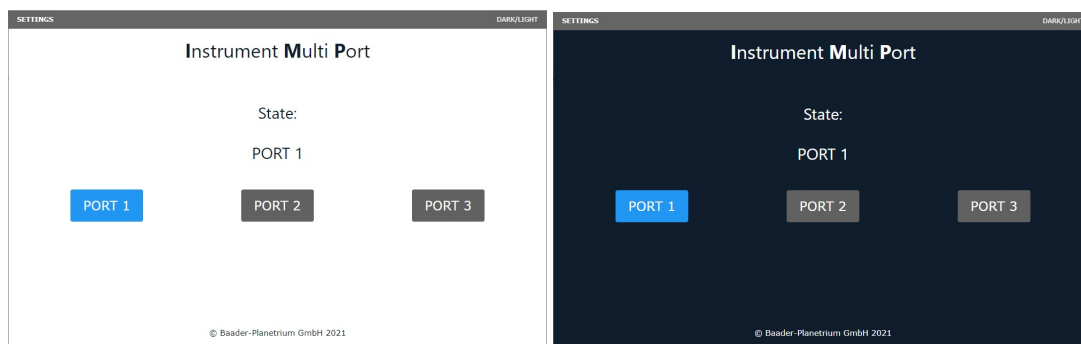 SETTINGS DARK/LIGHT
Instrument Multi Port
State:
PORT 1
PORT 1 PORT 2 PORT 3
© Baader-Planetrium GmbH 2021
SETTINGS DARK/LIGHT
Instrument Multi Port
State:
PORT 1
PORT 1 PORT 2 PORT 3
© Baader-Planetrium GmbH 2021